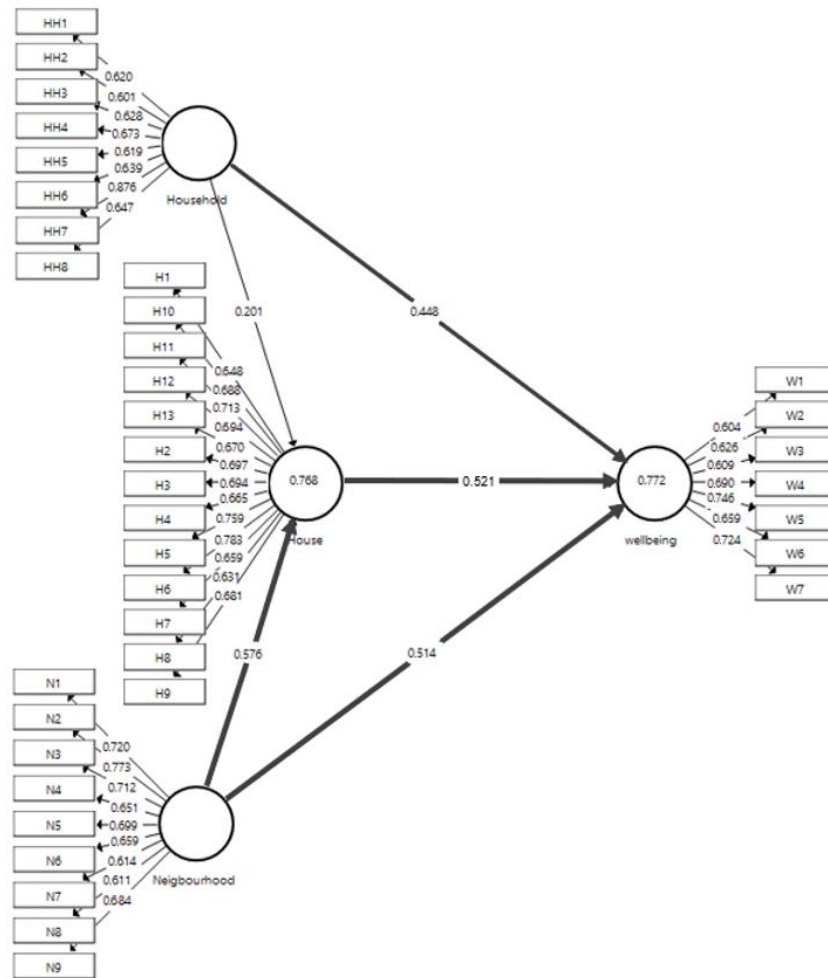 HH1
HH2
HH3
HH4
HH5
HH6
HH7
HH8
0.620
0.601
0.628
0.673
0.619
0.639
0.876
0.647
Household
0.201
0.448
H1
H10
H11
H12
H13
H2
H3
H4
H5
H6
H7
H8
H9
0.648
0.688
0.713
0.694
0.670
0.697
0.694
0.665
0.759
0.783
0.659
0.631
0.681
0.768
House
0.521
0.576
0.514
W1
W2
W3
W4
W5
W6
W7
0.604
0.626
0.609
0.690
0.746
0.659
0.724
0.772
wellbeing
N1
N2
N3
N4
N5
N6
N7
N8
N9
0.720
0.773
0.712
0.651
0.699
0.659
0.614
0.611
0.684
Neigbourhood